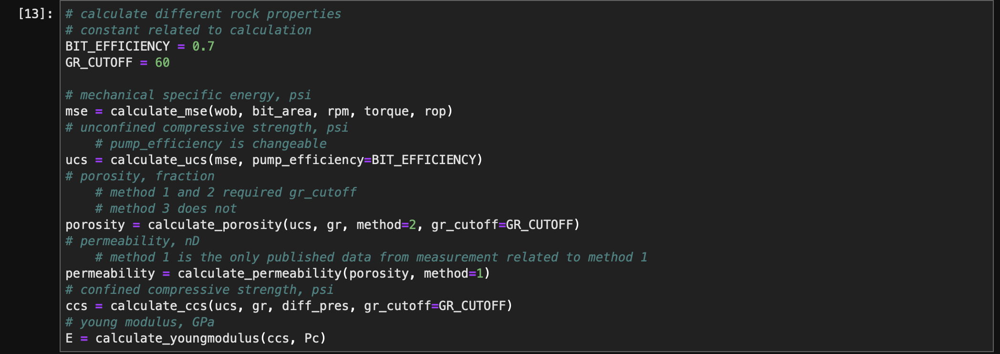 [13]:
# calculate different rock properties
# constant related to calculation
BIT_EFFICIENCY = 0.7
GR_CUTOFF = 60

# mechanical specific energy, psi
mse = calculate_mse(wob, bit_area, rpm, torque, rop)
# unconfined compressive strength, psi
    # pump_efficiency is changeable
ucs = calculate_ucs(mse, pump_efficiency=BIT_EFFICIENCY)
# porosity, fraction
    # method 1 and 2 required gr_cutoff
    # method 3 does not
porosity = calculate_porosity(ucs, gr, method=2, gr_cutoff=GR_CUTOFF)
# permeability, nD
    # method 1 is the only published data from measurement related to method 1
permeability = calculate_permeability(porosity, method=1)
# confined compressive strength, psi
ccs = calculate_ccs(ucs, gr, diff_pres, gr_cutoff=GR_CUTOFF)
# young modulus, GPa
E = calculate_youngmodulus(ccs, Pc)